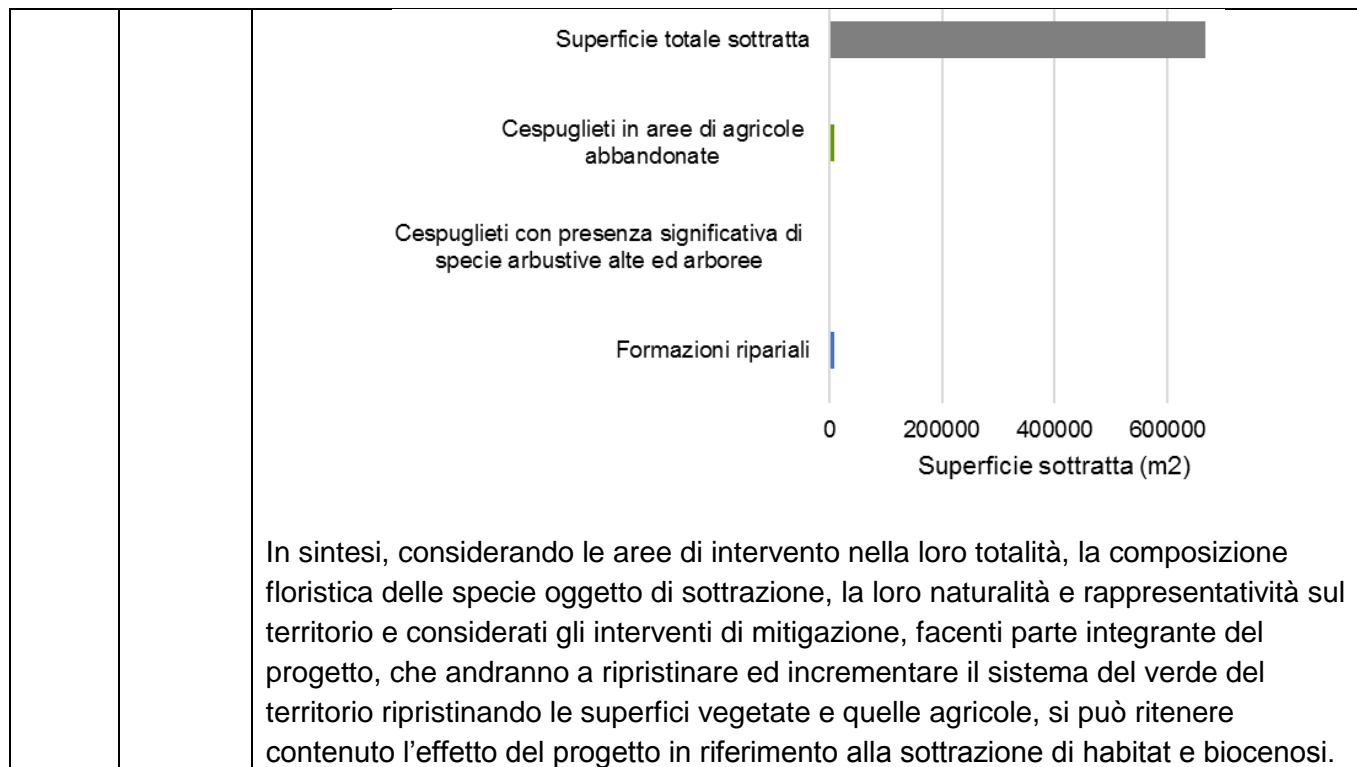 Superficie totale sottratta
Cespuglieti in aree di agricole
abbandonate
Cespuglieti con presenza significativa di
specie arbustive alte ed arboree
Formazioni ripariali
0 200000 400000 600000
Superficie sottratta (m2)
In sintesi, considerando le aree di intervento nella loro totalità, la composizione
floristica delle specie oggetto di sottrazione, la loro naturalità e rappresentatività sul
territorio e considerati gli interventi di mitigazione, facenti parte integrante del
progetto, che andranno a ripristinare ed incrementare il sistema del verde del
territorio ripristinando le superfici vegetate e quelle agricole, si può ritenere
contenuto l’effetto del progetto in riferimento alla sottrazione di habitat e biocenosi.